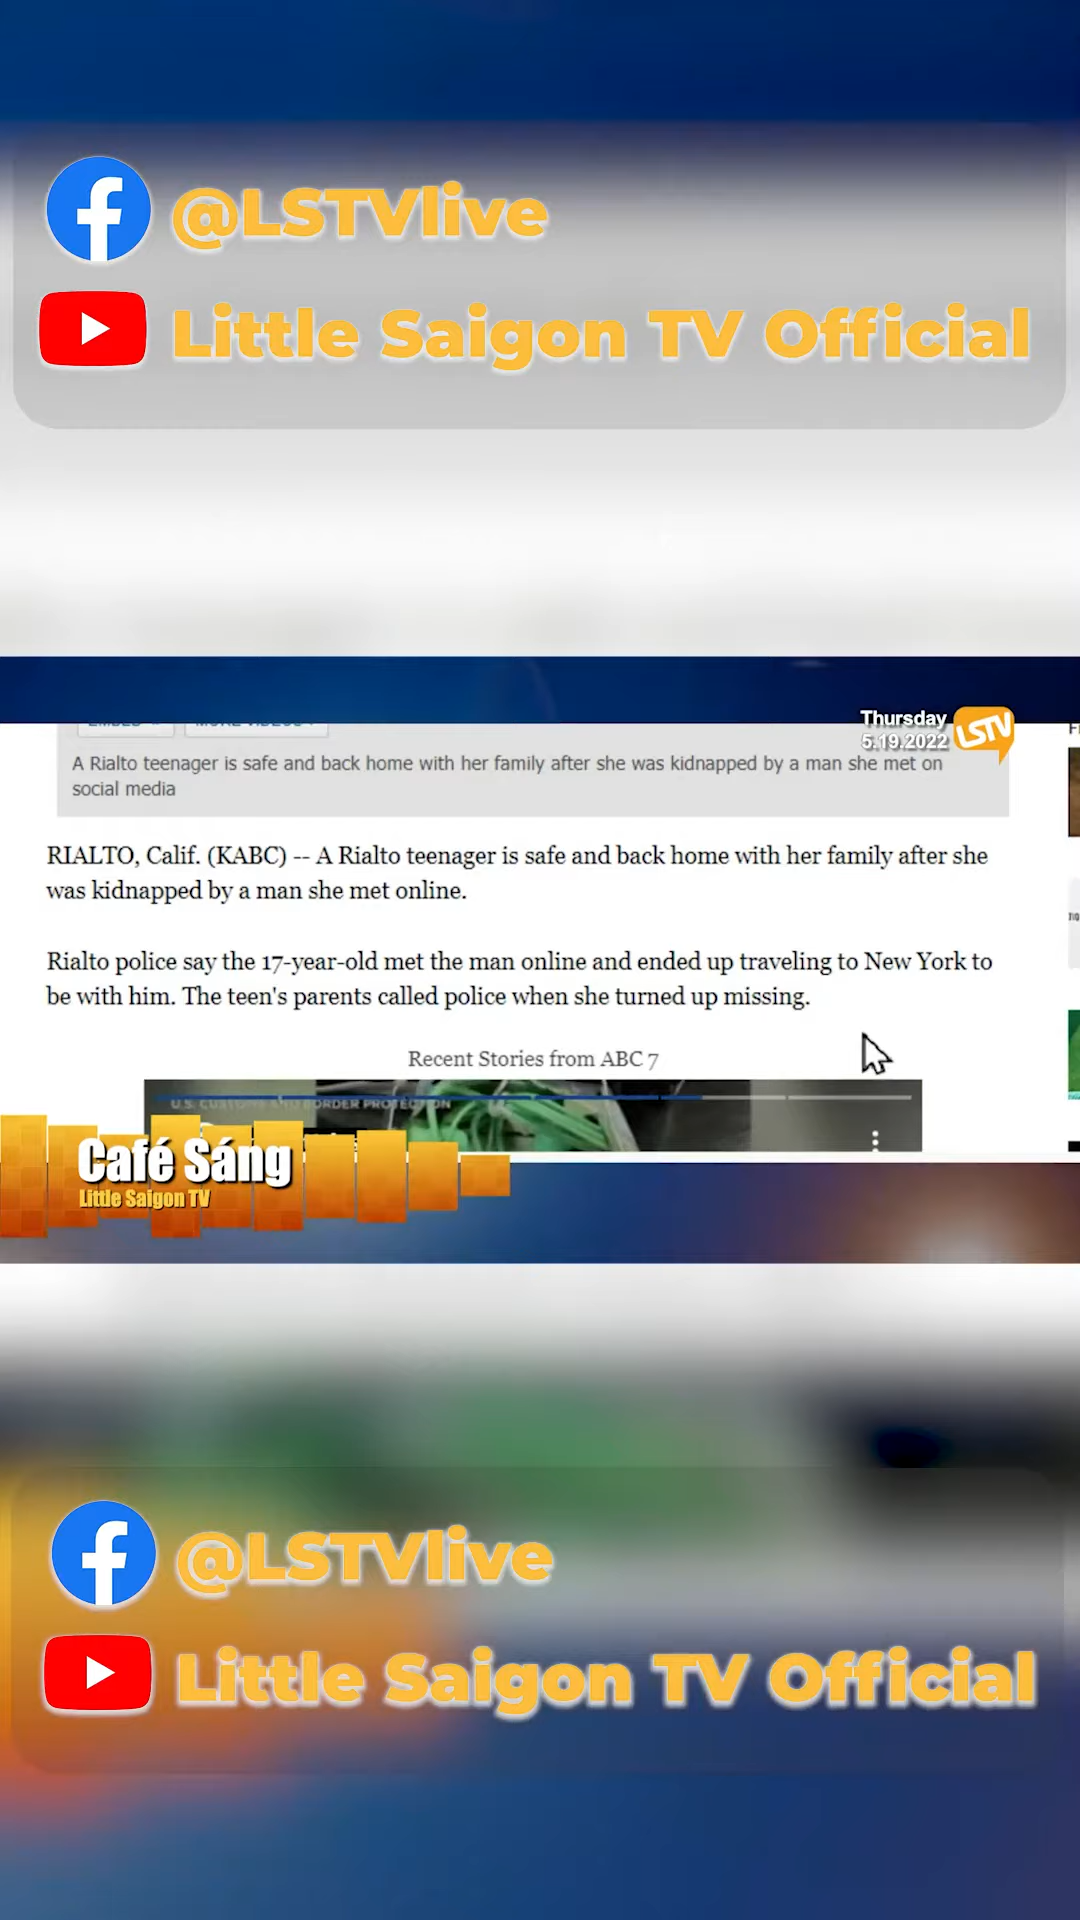 @LSTVlive
Little Saigon TV Official
Thursday
5.19.2022
LSTV
A Rialto teenager is safe and back home with her family after she was kidnapped by a man she met on
social media
RIALTO, Calif. (KABC) -- A Rialto teenager is safe and back home with her family after she
was kidnapped by a man she met online.
Rialto police say the 17-year-old met the man online and ended up traveling to New York to
be with him. The teen's parents called police when she turned up missing.
Recent Stories from ABC 7
U.S. CUSTOMS AND BORDER PROTECTION
Café Sáng
Little Saigon TV
@LSTVlive
Little Saigon TV Official